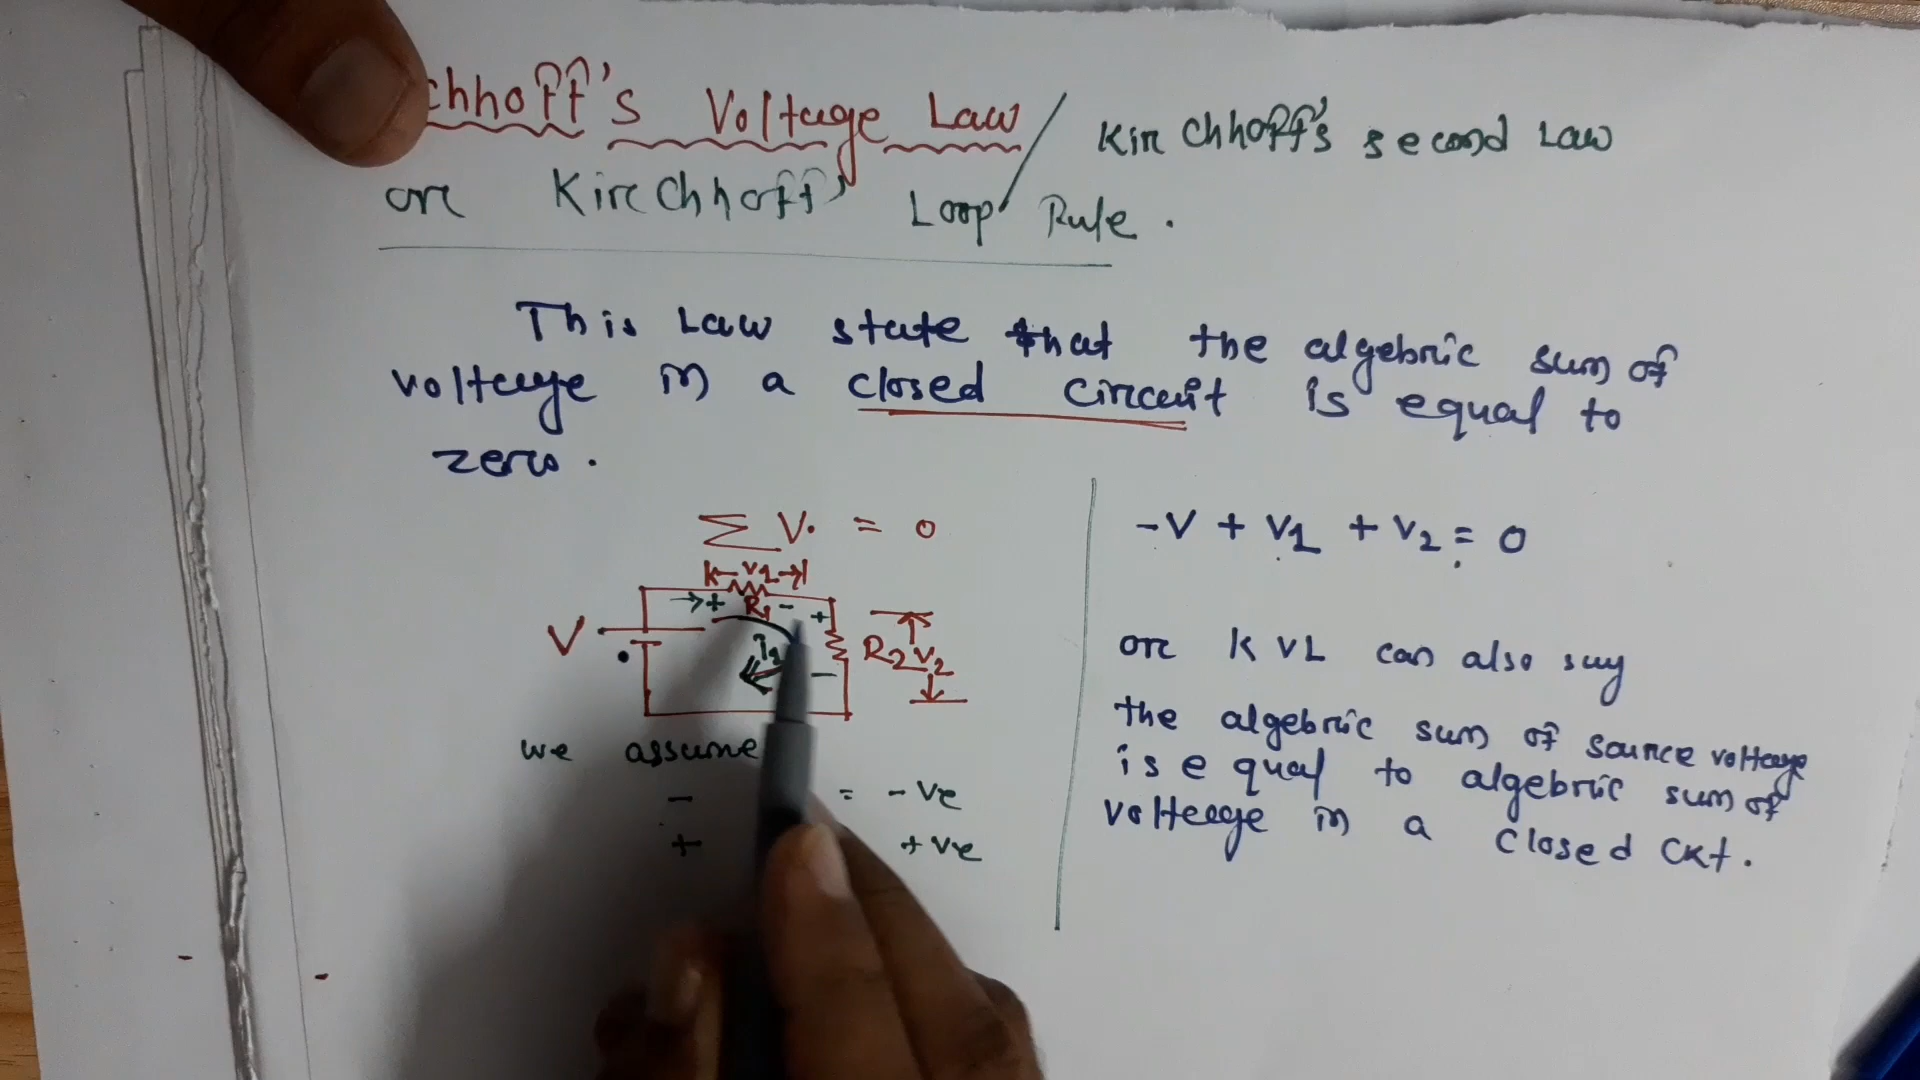 chhoff's Voltage Law / Kirchhoff's second Law
or Kirchhoff's Loop Rule.
This Law state that the algebric sum of
voltage in a closed circuit is equal to
zero.
∑ V. = 0
V1
+ R1 -
+
V
I1
R2 V2
-
we assume
- = -ve
+ +ve
-V + V1 + V2 = 0
or KVL can also say
the algebric sum of source voltage
is equal to algebric sum of
voltage in a closed ckt.